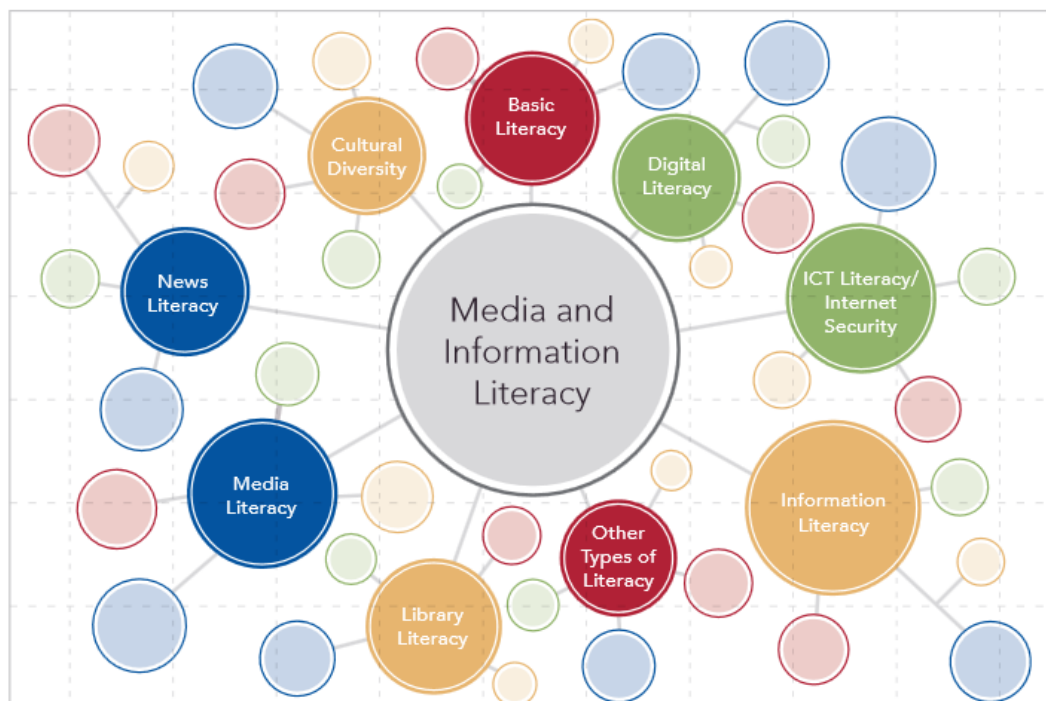 Basic
Literacy
Cultural
Diversity
Digital
Literacy
News
Literacy
ICT Literacy/
Internet
Security
Media and
Information
Literacy
Media
Literacy
Information
Literacy
Other
Types of
Literacy
Library
Literacy